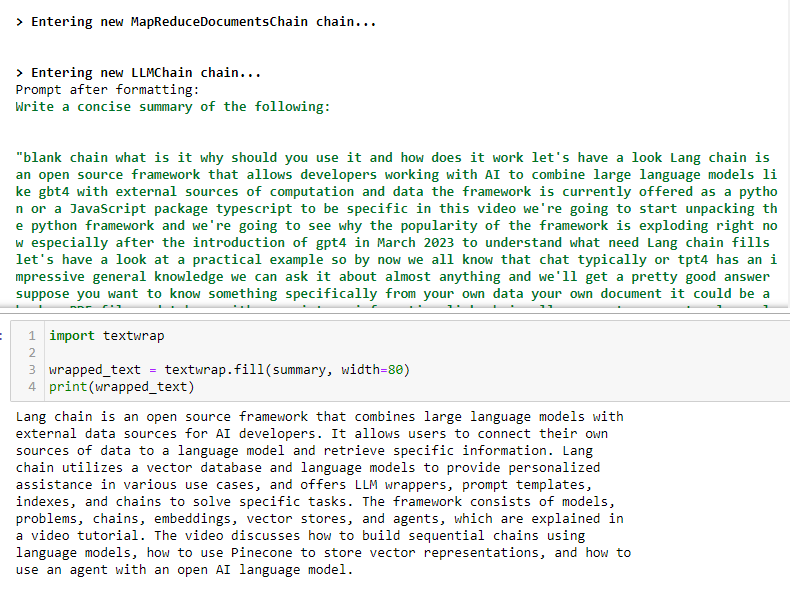 > Entering new MapReduceDocumentsChain chain...
> Entering new LLMChain chain...
Prompt after formatting:
Write a concise summary of the following:
"blank chain what is it why should you use it and how does it work let's have a look Lang chain is
an open source framework that allows developers working with AI to combine large language models li
ke gbt4 with external sources of computation and data the framework is currently offered as a pytho
n or a JavaScript package typescript to be specific in this video we're going to start unpacking th
e python framework and we're going to see why the popularity of the framework is exploding right no
w especially after the introduction of gpt4 in March 2023 to understand what need Lang chain fills
let's have a look at a practical example so by now we all know that chat typically or tpt4 has an i
mpressive general knowledge we can ask it about almost anything and we'll get a pretty good answer
suppose you want to know something specifically from your own data your own document it could be a
1 import textwrap
2
3 wrapped_text = textwrap.fill(summary, width=80)
4 print(wrapped_text)
Lang chain is an open source framework that combines large language models with
external data sources for AI developers. It allows users to connect their own
sources of data to a language model and retrieve specific information. Lang
chain utilizes a vector database and language models to provide personalized
assistance in various use cases, and offers LLM wrappers, prompt templates,
indexes, and chains to solve specific tasks. The framework consists of models,
problems, chains, embeddings, vector stores, and agents, which are explained in
a video tutorial. The video discusses how to build sequential chains using
language models, how to use Pinecone to store vector representations, and how to
use an agent with an open AI language model.